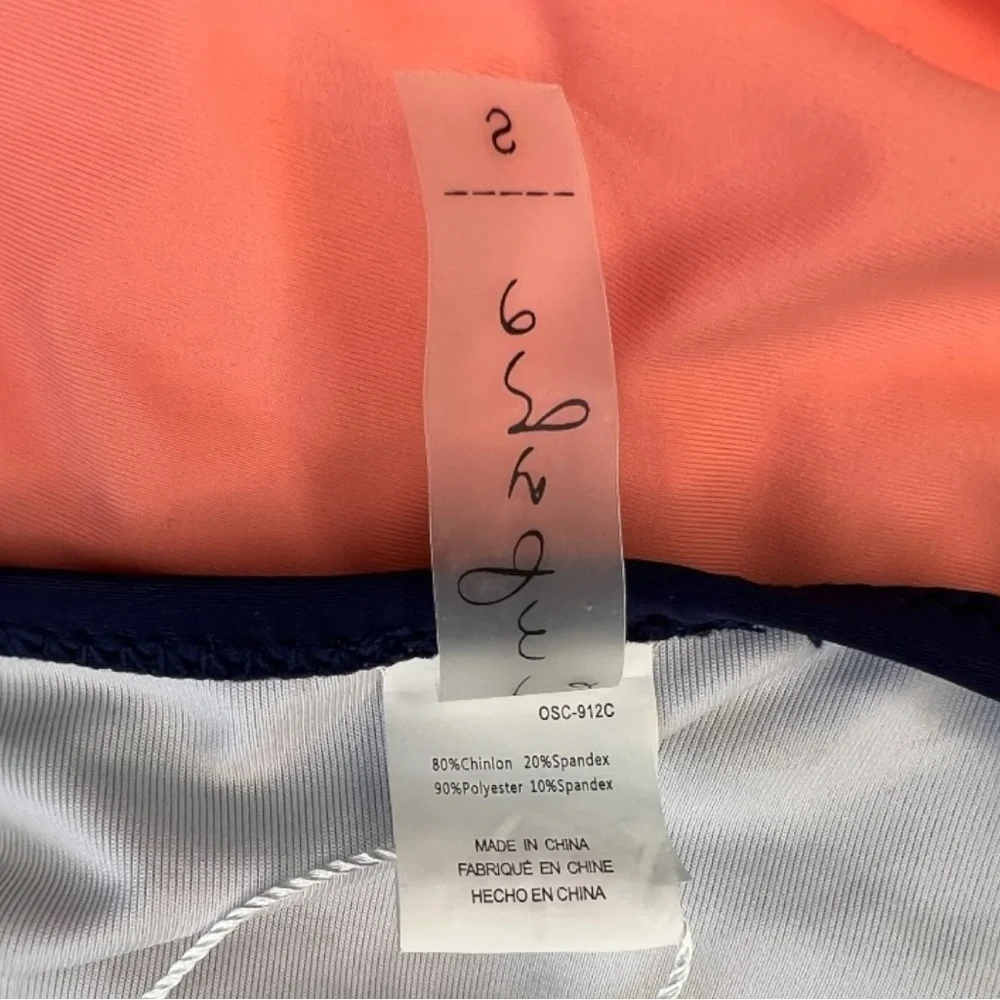 S
OSC-912C
80%Chinlon 20%Spandex
90%Polyester 10%Spandex
MADE IN CHINA
FABRIQUÉ EN CHINE
HECHO EN CHINA